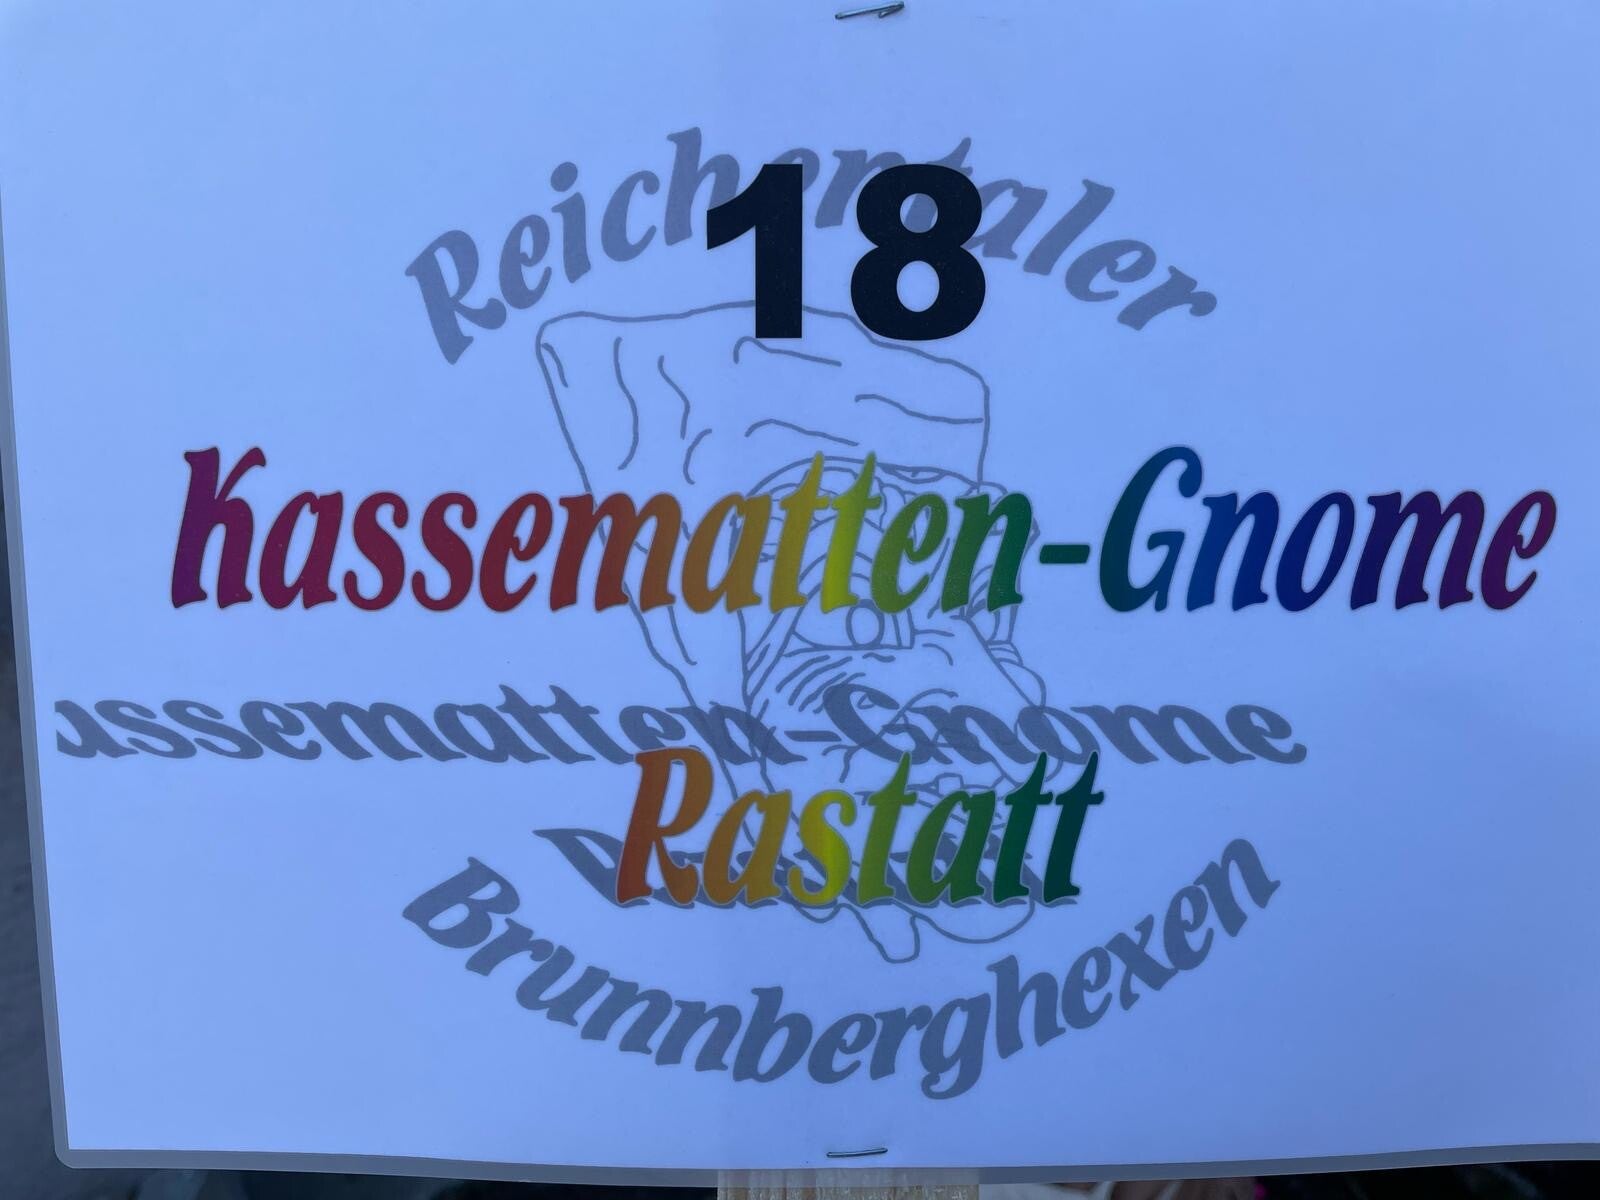 Reichentaler
18
Kassematten-Gnome
Rastatt
Brunnberghexen